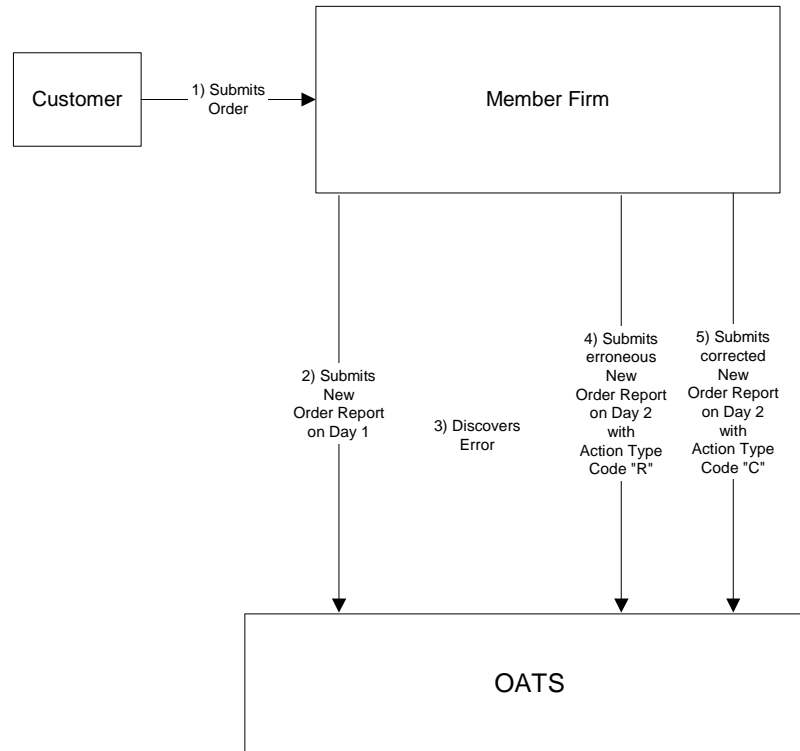 Customer
1) Submits
Order
Member Firm
2) Submits
New
Order Report
on Day 1
3) Discovers
Error
4) Submits
erroneous
New
Order Report
on Day 2
with
Action Type
Code "R"
5) Submits
corrected
New
Order Report
on Day 2
with
Action Type
Code "C"
OATS